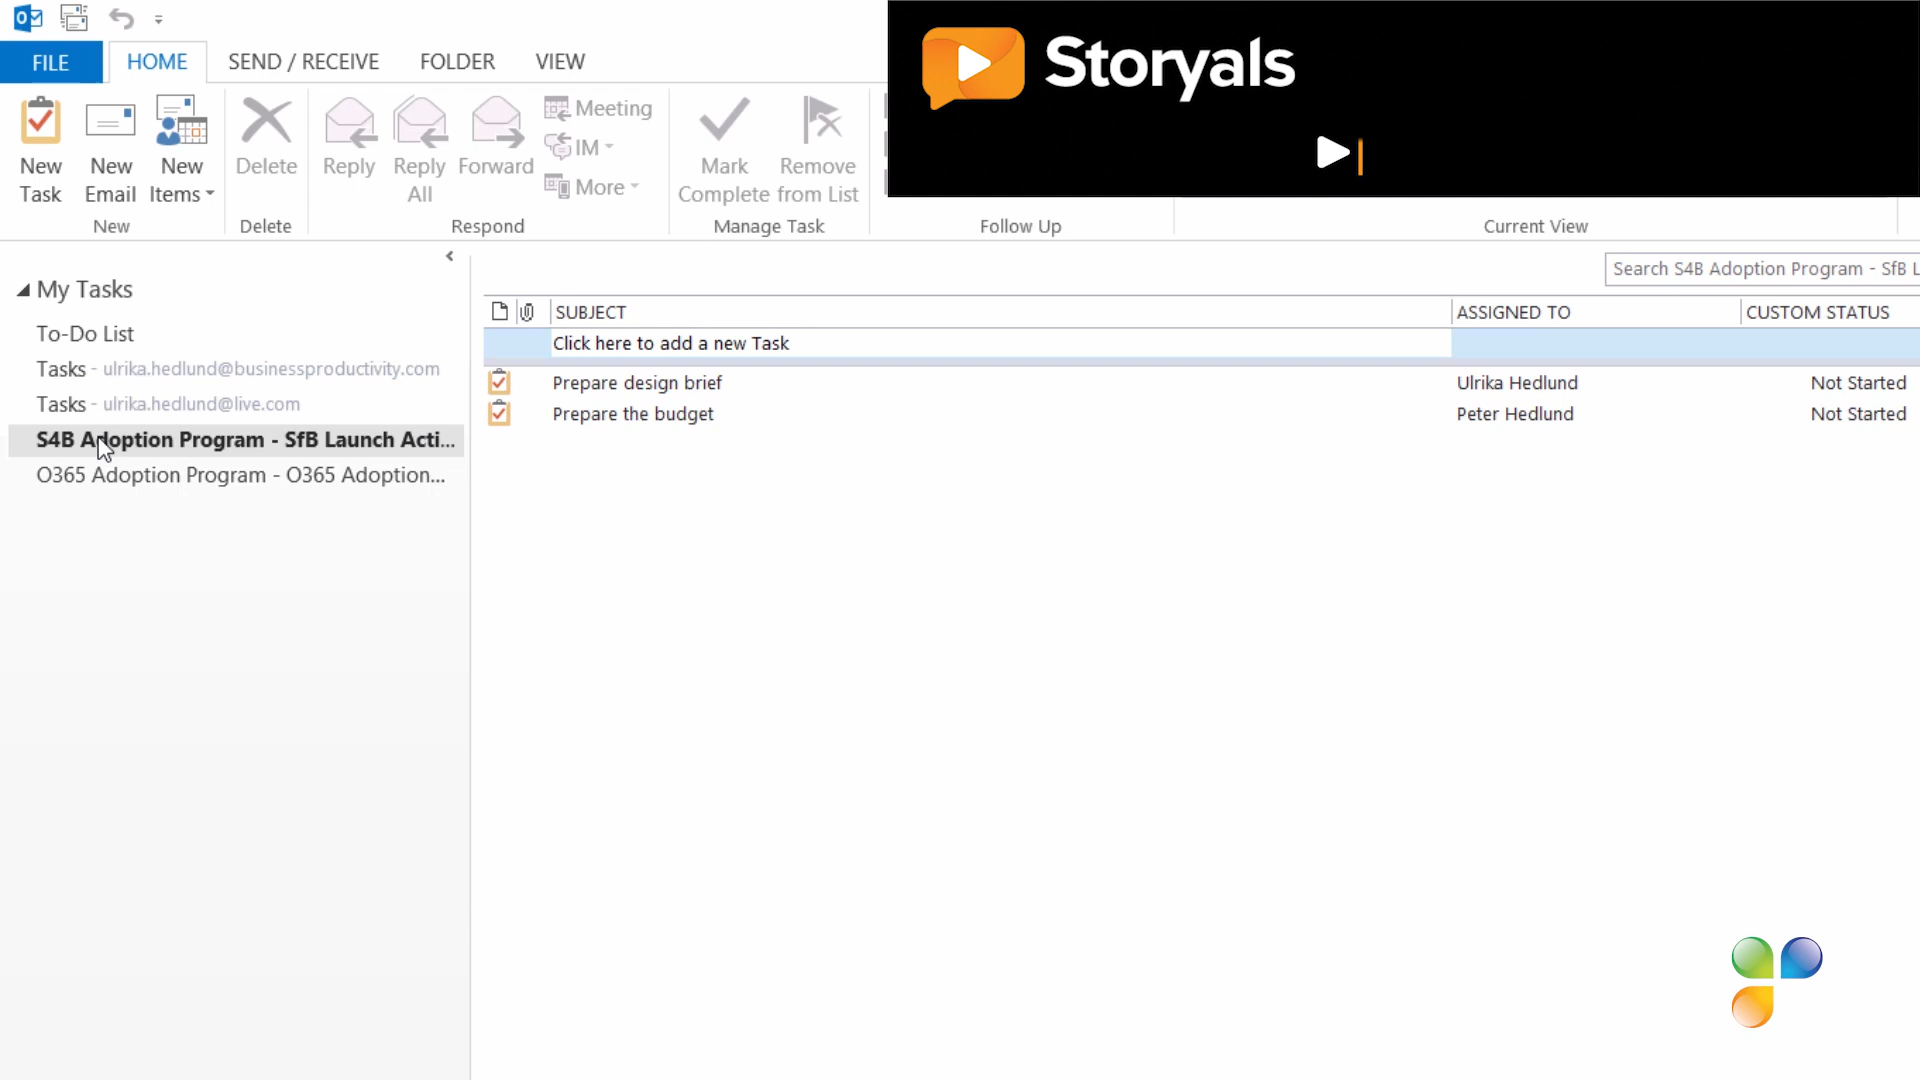 FILE
HOME
SEND / RECEIVE
FOLDER
VIEW
Storyals
New Task
New Email
New Items
Delete
Reply
Reply All
Forward
Meeting
IM
More
Mark Complete
Remove from List
New
Delete
Respond
Manage Task
Follow Up
Current View
My Tasks
To-Do List
Tasks - ulrika.hedlund@businessproductivity.com
Tasks - ulrika.hedlund@live.com
S4B Adoption Program - SfB Launch Acti...
O365 Adoption Program - O365 Adoption...
Search S4B Adoption Program - SfB L
SUBJECT
ASSIGNED TO
CUSTOM STATUS
Click here to add a new Task
Prepare design brief
Ulrika Hedlund
Not Started
Prepare the budget
Peter Hedlund
Not Started